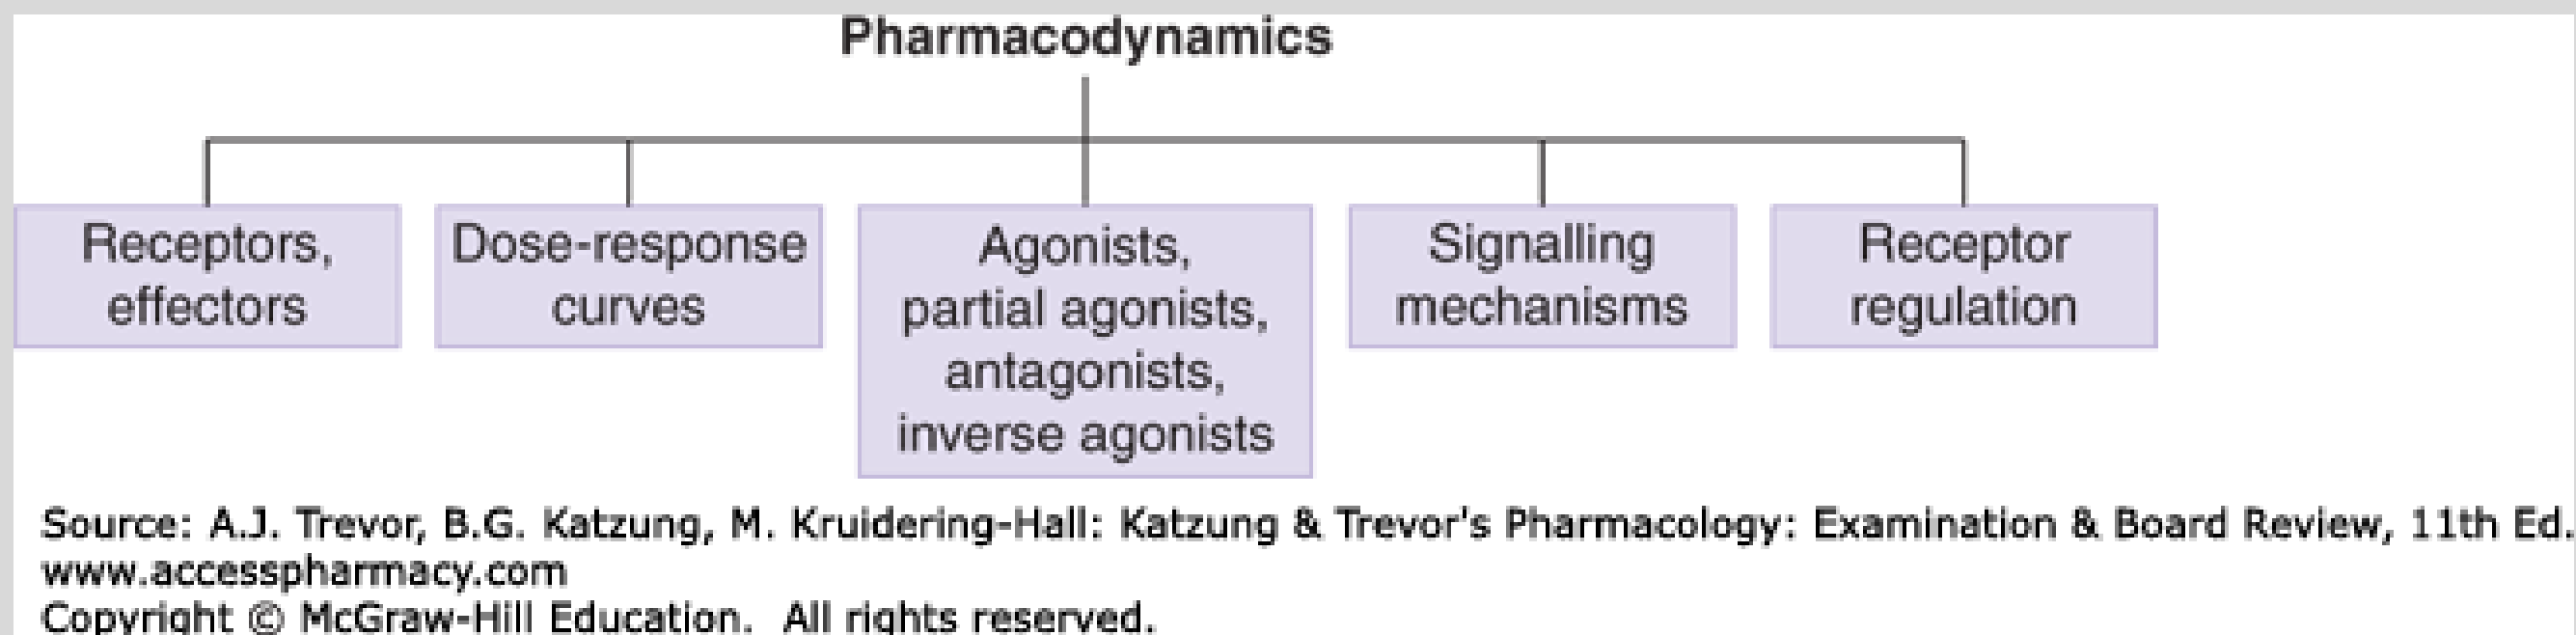 Pharmacodynamics
Receptors,
effectors
Dose-response
curves
Agonists,
partial agonists,
antagonists,
inverse agonists
Signalling
mechanisms
Receptor
regulation
Source: A.J. Trevor, B.G. Katzung, M. Kruidering-Hall: Katzung & Trevor's Pharmacology: Examination & Board Review, 11th Ed.
www.accesspharmacy.com
Copyright © McGraw-Hill Education.  All rights reserved.